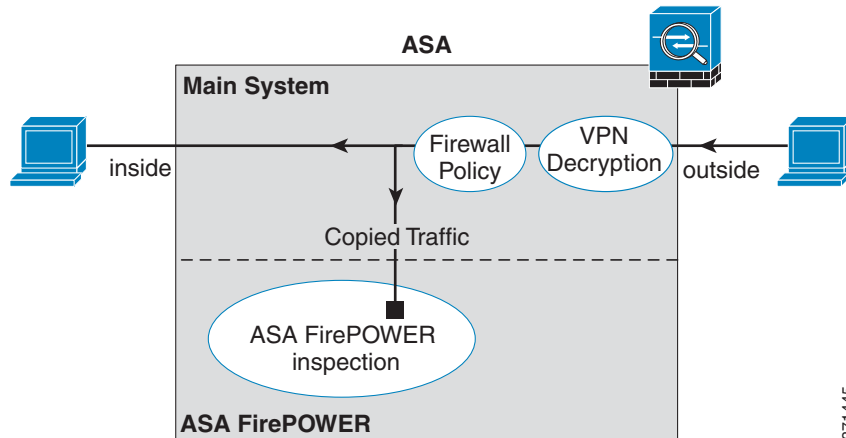 ASA
Main System
inside
Firewall
Policy
VPN
Decryption
outside
Copied Traffic
ASA FirePOWER
inspection
ASA FirePOWER